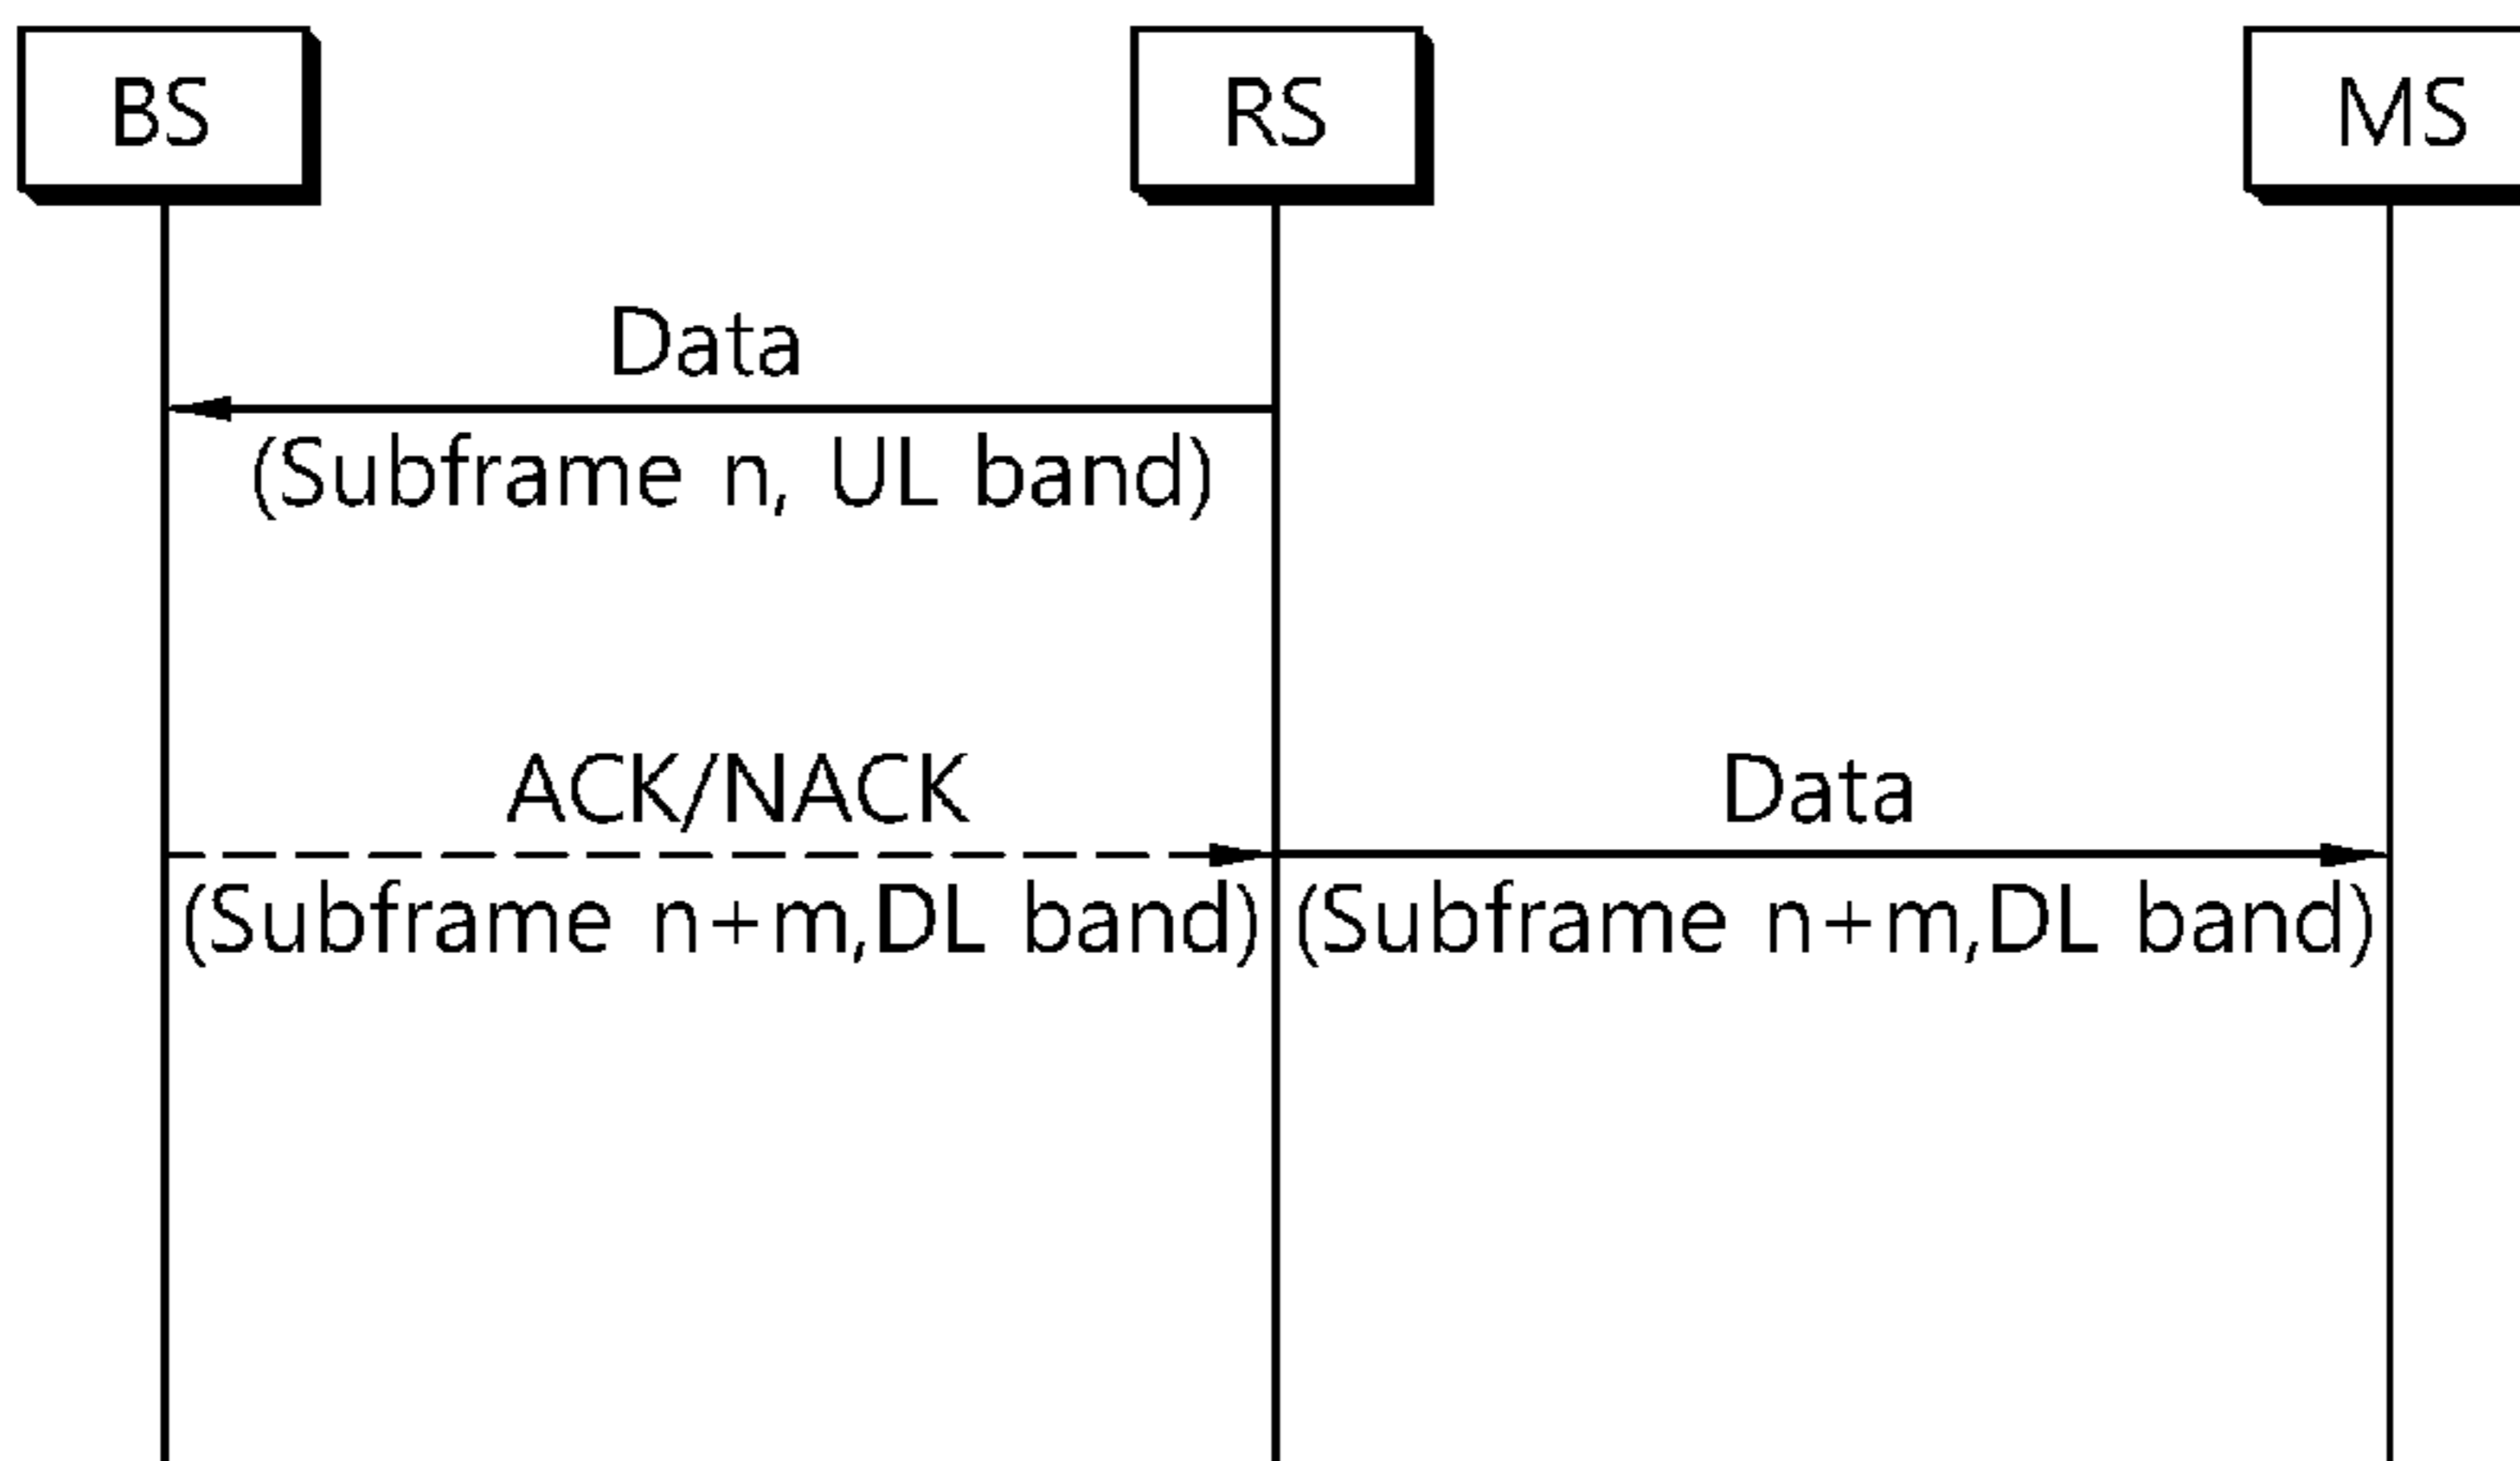 BS
RS
MS
Data
(Subframe n, UL band)
ACK/NACK
Data
(Subframe n+m,DL band)
(Subframe n+m,DL band)